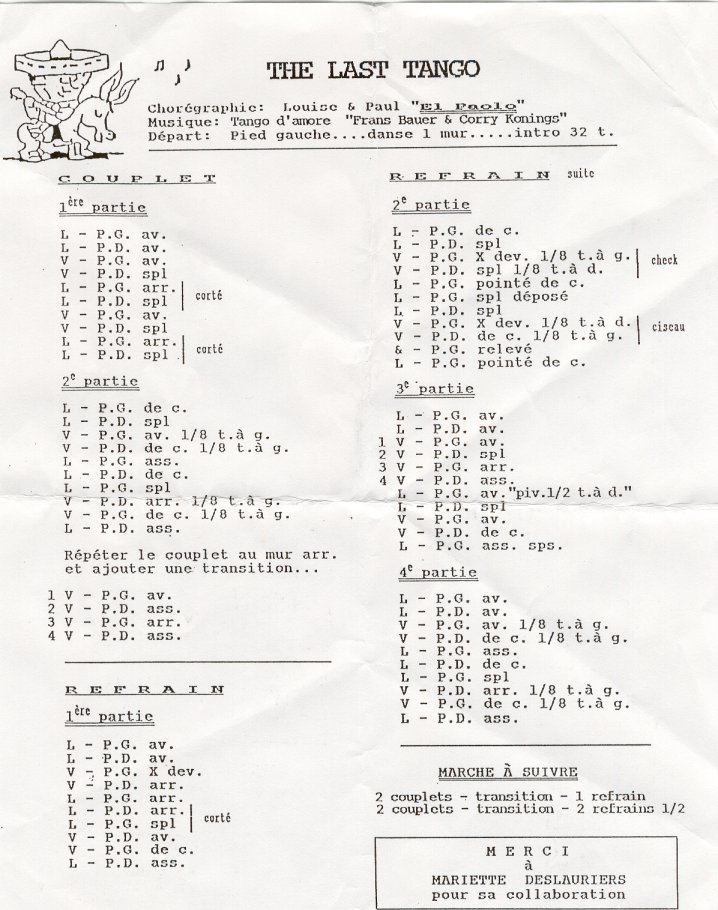 THE LAST TANGO
Chorégraphie: Louise & Paul "El Paolo"
Musique: Tango d'amore "Frans Bauer & Corry Konings"
Départ: Pied gauche....danse 1 mur.....intro 32 t.
COUPLET
1ère partie
L - P.G. av.
L - P.D. av.
V - P.G. av.
V - P.D. spl
L - P.G. arr.
L - P.D. spl
corté
V - P.G. av.
V - P.D. spl
L - P.G. arr.
L - P.D. spl
corté
2e partie
L - P.G. de c.
L - P.D. spl
V - P.G. av. 1/8 t.à g.
V - P.D. de c. 1/8 t.à g.
L - P.G. ass.
L - P.D. de c.
L - P.G. spl
V - P.D. arr. 1/8 t.à g.
V - P.G. de c. 1/8 t.à g.
L - P.D. ass.
Répéter le couplet au mur arr.
et ajouter une transition...
1 V - P.G. av.
2 V - P.D. ass.
3 V - P.G. arr.
4 V - P.D. ass.
REFRAIN
1ère partie
L - P.G. av.
L - P.D. av.
V - P.G. X dev.
V - P.D. arr.
L - P.G. arr.
L - P.D. arr.
L - P.G. spl
corté
V - P.D. av.
V - P.G. de c.
L - P.D. ass.
REFRAIN suite
2e partie
L - P.G. de c.
L - P.D. spl
V - P.G. X dev. 1/8 t.à g.
V - P.D. spl 1/8 t.à d.
check
L - P.G. pointé de c.
L - P.G. spl déposé
L - P.D. spl
V - P.G. X dev. 1/8 t.à d.
V - P.D. de c. 1/8 t.à g.
ciseau
& - P.G. relevé
L - P.G. pointé de c.
3e partie
L - P.G. av.
L - P.D. av.
1 V - P.G. av.
2 V - P.D. spl
3 V - P.G. arr.
4 V - P.D. ass.
L - P.G. av."piv.1/2 t.à d."
L - P.D. spl
V - P.G. av.
V - P.D. de c.
L - P.G. ass. sps.
4e partie
L - P.G. av.
L - P.D. av.
V - P.G. av. 1/8 t.à g.
V - P.D. de c. 1/8 t.à g.
L - P.G. ass.
L - P.D. de c.
L - P.G. spl
V - P.D. arr. 1/8 t.à g.
V - P.G. de c. 1/8 t.à g.
L - P.D. ass.
MARCHE À SUIVRE
2 couplets - transition - 1 refrain
2 couplets - transition - 2 refrains 1/2
MERCI
à
MARIETTE DESLAURIERS
pour sa collaboration